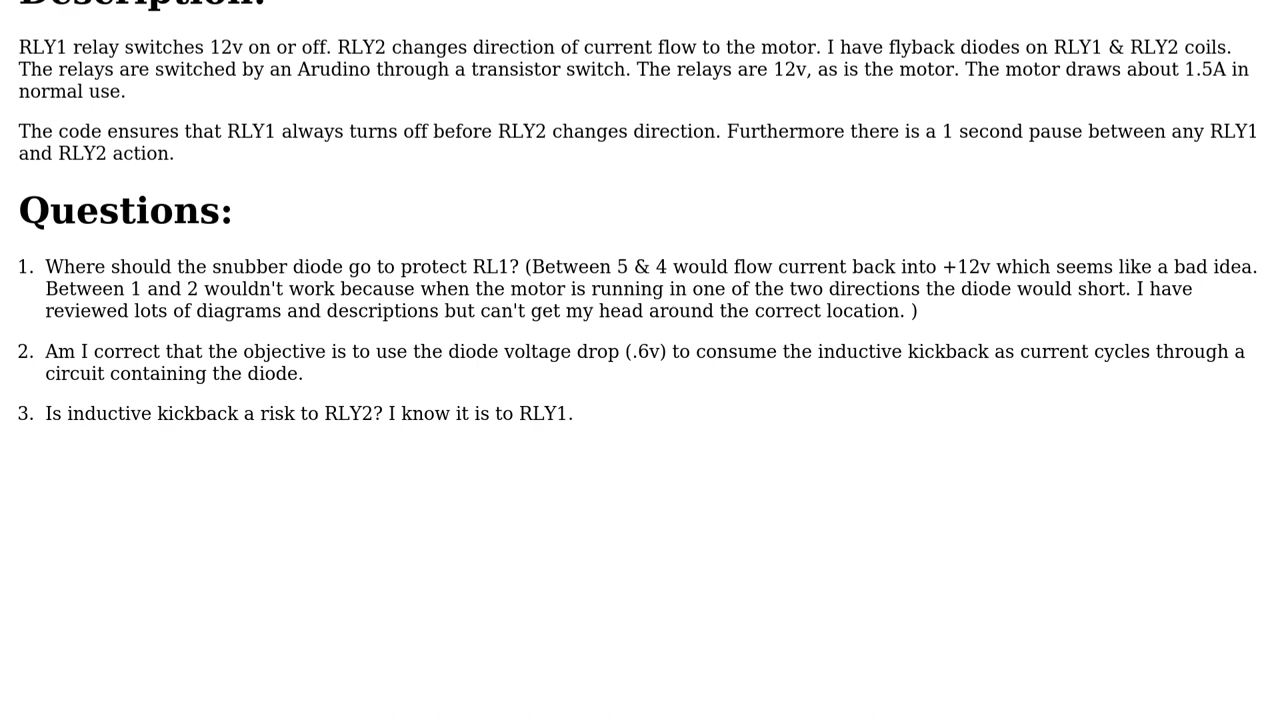 Description:
RLY1 relay switches 12v on or off. RLY2 changes direction of current flow to the motor. I have flyback diodes on RLY1 & RLY2 coils.
The relays are switched by an Arudino through a transistor switch. The relays are 12v, as is the motor. The motor draws about 1.5A in
normal use.
The code ensures that RLY1 always turns off before RLY2 changes direction. Furthermore there is a 1 second pause between any RLY1
and RLY2 action.
Questions:
1. Where should the snubber diode go to protect RL1? (Between 5 & 4 would flow current back into +12v which seems like a bad idea.
Between 1 and 2 wouldn't work because when the motor is running in one of the two directions the diode would short. I have
reviewed lots of diagrams and descriptions but can't get my head around the correct location. )
2. Am I correct that the objective is to use the diode voltage drop (.6v) to consume the inductive kickback as current cycles through a
circuit containing the diode.
3. Is inductive kickback a risk to RLY2? I know it is to RLY1.